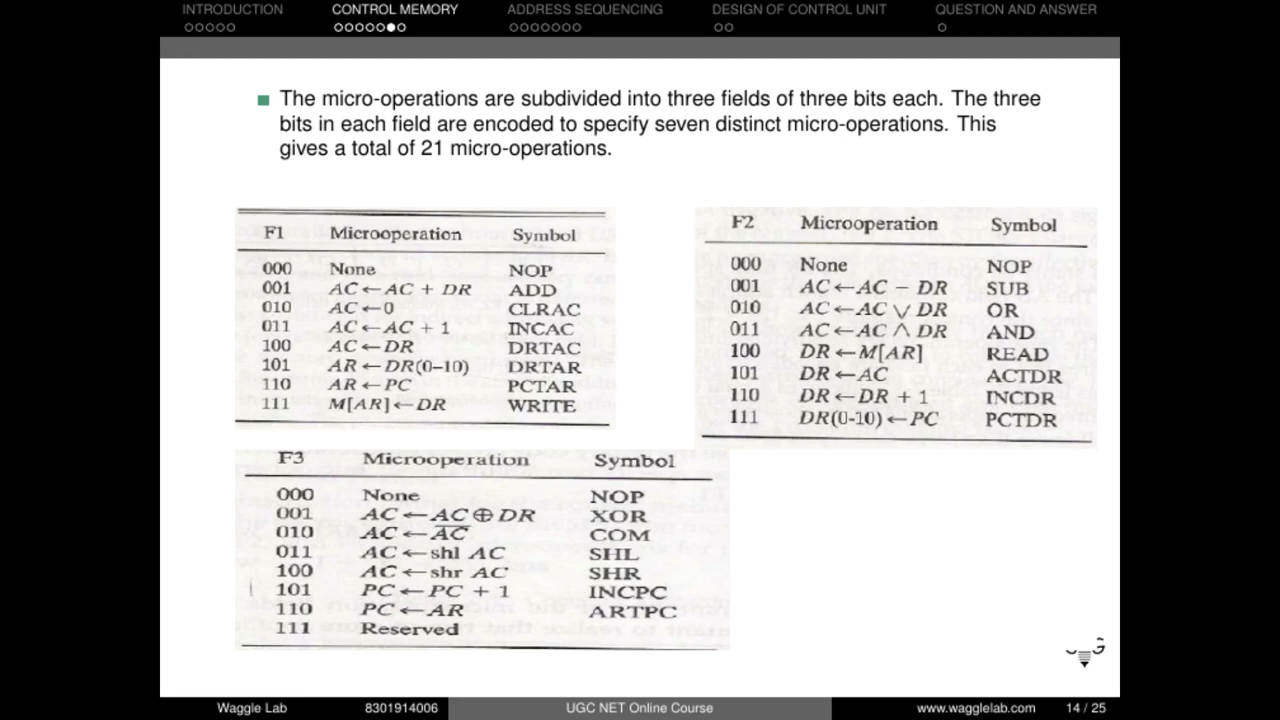 INTRODUCTION CONTROL MEMORY ADDRESS SEQUENCING DESIGN OF CONTROL UNIT QUESTION AND ANSWER
The micro-operations are subdivided into three fields of three bits each. The three
bits in each field are encoded to specify seven distinct micro-operations. This
gives a total of 21 micro-operations.
F1 Microoperation Symbol
000 None NOP
001 AC ← AC + DR ADD
010 AC ← 0 CLRAC
011 AC ← AC + 1 INCAC
100 AC ← DR DRTAC
101 AR ← DR(0–10) DRTAR
110 AR ← PC PCTAR
111 M[AR] ← DR WRITE
F2 Microoperation Symbol
000 None NOP
001 AC ← AC − DR SUB
010 AC ← AC ∨ DR OR
011 AC ← AC ∧ DR AND
100 DR ← M[AR] READ
101 DR ← AC ACTDR
110 DR ← DR + 1 INCDR
111 DR(0-10) ← PC PCTDR
F3 Microoperation Symbol
000 None NOP
001 AC ← AC ⊕ DR XOR
010 AC ← A̅C̅ COM
011 AC ← shl AC SHL
100 AC ← shr AC SHR
101 PC ← PC + 1 INCPC
110 PC ← AR ARTPC
111 Reserved
Waggle Lab 8301914006 UGC NET Online Course www.wagglelab.com 14 / 25